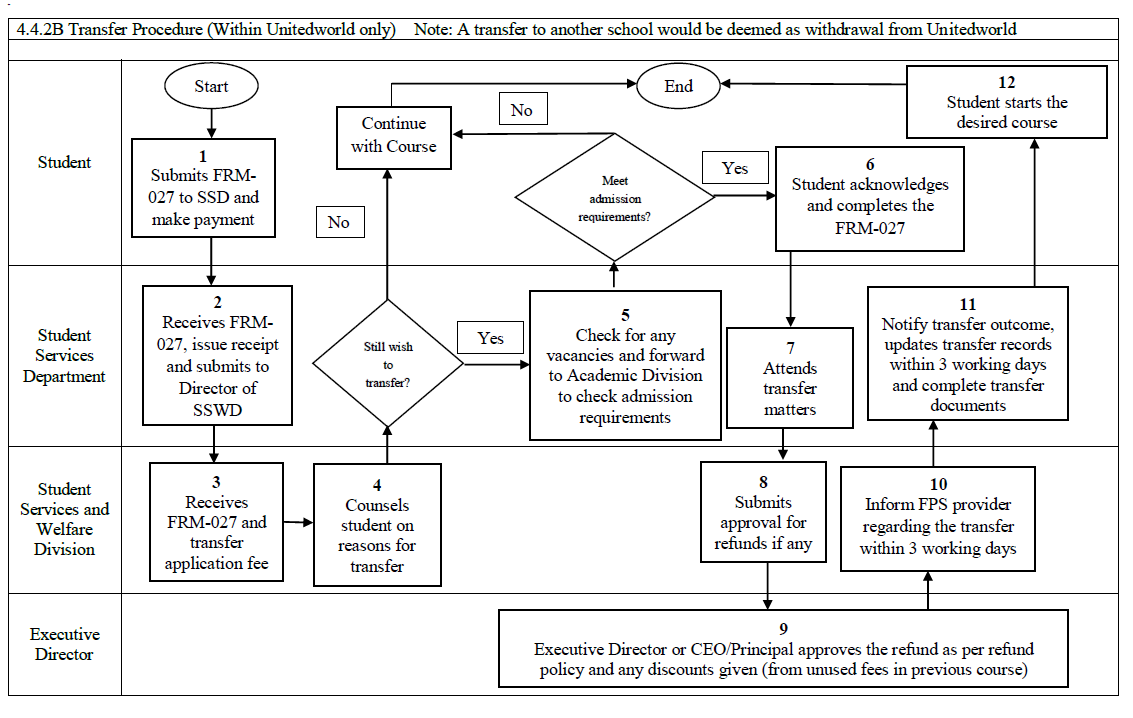 4.4.2B Transfer Procedure (Within Unitedworld only) Note: A transfer to another school would be deemed as withdrawal from Unitedworld
Student
Start
1
Submits FRM-
027 to SSD and
make payment
Continue
with Course
No
End
No
Meet
admission
requirements?
Yes
6
Student acknowledges
and completes the
FRM-027
12
Student starts the
desired course
Student
Services
Department
2
Receives FRM-
027, issue receipt
and submits to
Director of
SSWD
Still wish
to
transfer?
Yes
5
Check for any
vacancies and forward
to Academic Division
to check admission
requirements
7
Attends
transfer
matters
11
Notify transfer outcome,
updates transfer records
within 3 working days
and complete transfer
documents
Student
Services and
Welfare
Division
3
Receives
FRM-027 and
transfer
application fee
4
Counsels
student on
reasons for
transfer
8
Submits
approval for
refunds if any
10
Inform FPS provider
regarding the transfer
within 3 working days
Executive
Director
9
Executive Director or CEO/Principal approves the refund as per refund
policy and any discounts given (from unused fees in previous course)